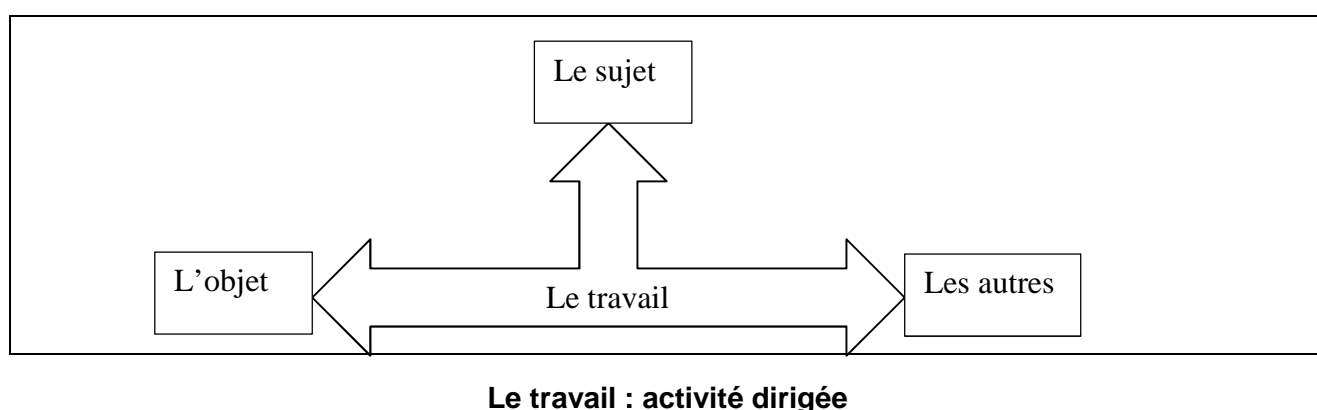 Le sujet
L’objet
Le travail
Les autres
Le travail : activité dirigée